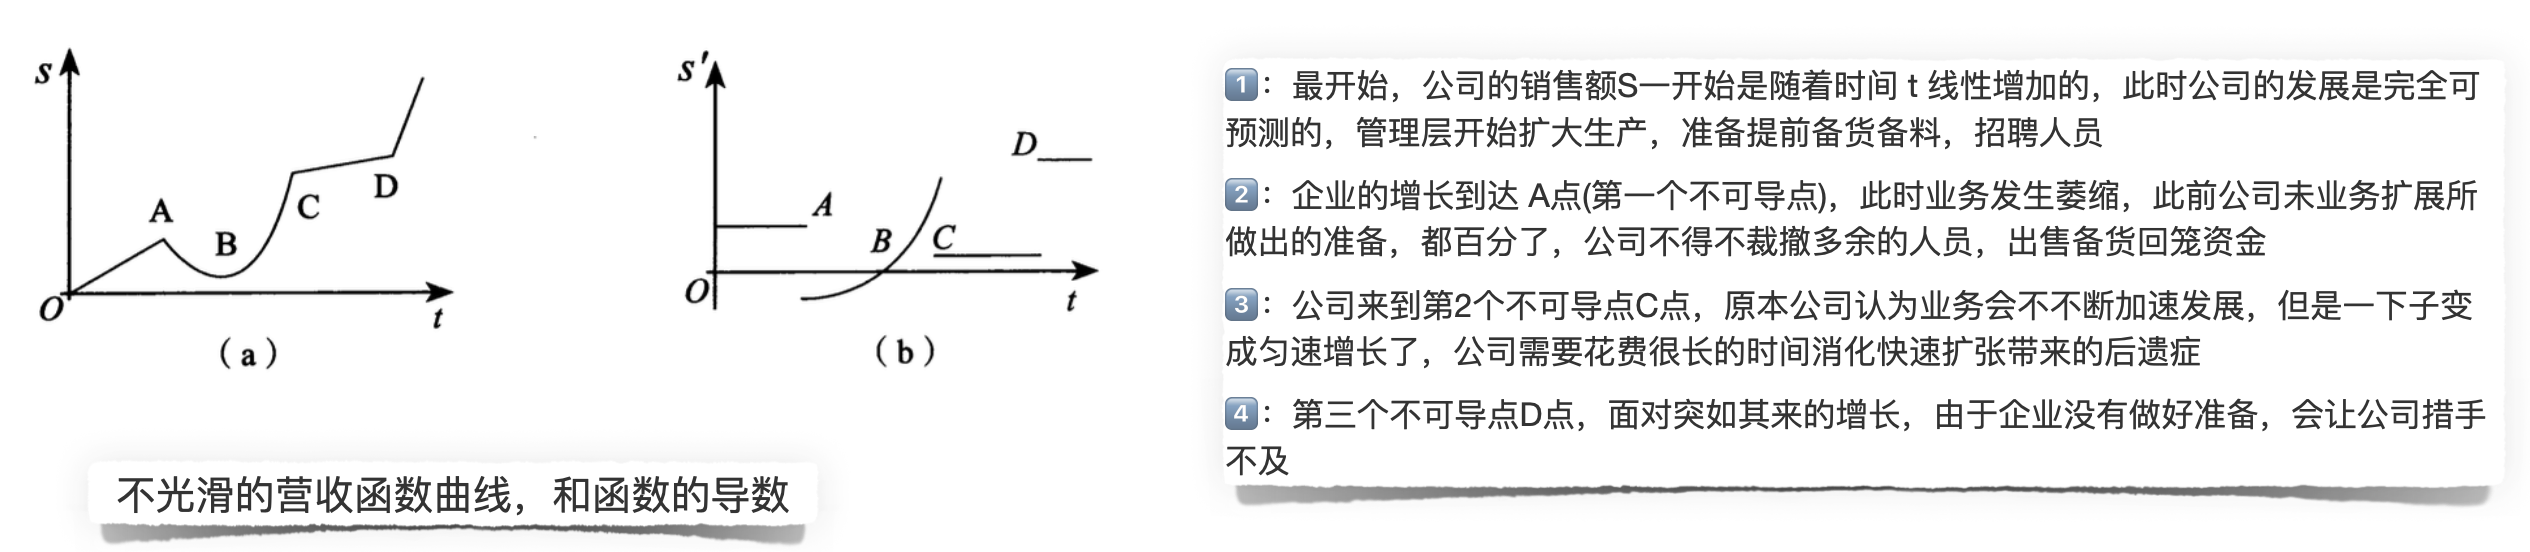 S
A
B
C
D
O
t
(a)
S′
A
B
C
D
O
t
(b)
不光滑的营收函数曲线，和函数的导数
1️⃣：最开始，公司的销售额S一开始是随着时间 t 线性增加的，此时公司的发展是完全可
预测的，管理层开始扩大生产，准备提前备货备料，招聘人员
2️⃣：企业的增长到达 A点(第一个不可导点)，此时业务发生萎缩，此前公司未业务扩展所
做出的准备，都百分了，公司不得不裁撤多余的人员，出售备货回笼资金
3️⃣：公司来到第2个不可导点C点，原本公司认为业务会不不断加速发展，但是一下子变
成匀速增长了，公司需要花费很长的时间消化快速扩张带来的后遗症
4️⃣：第三个不可导点D点，面对突如其来的增长，由于企业没有做好准备，会让公司措手
不及